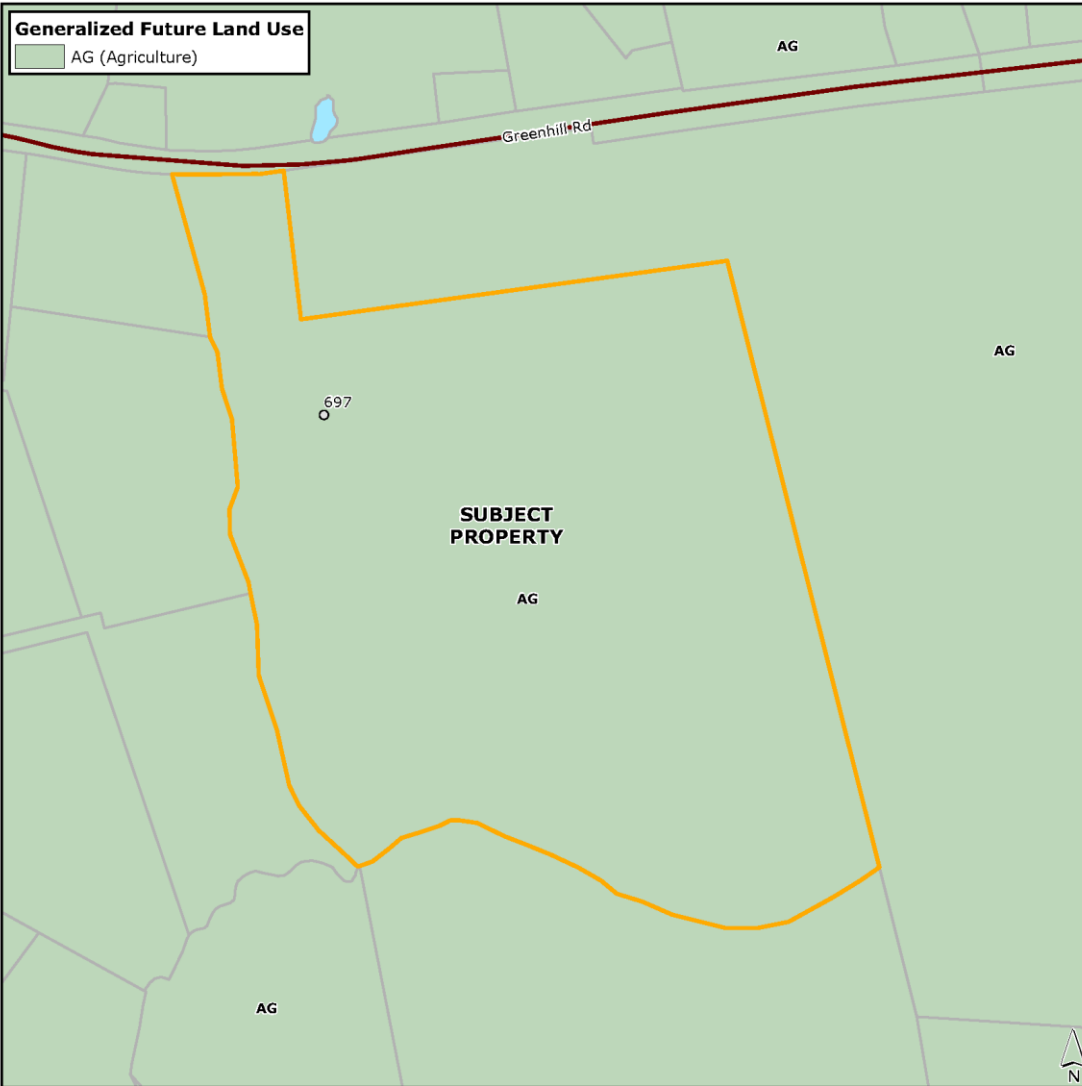 Generalized Future Land Use
AG (Agriculture)
AG
Greenhill Rd
AG
697
SUBJECT
PROPERTY
AG
AG
N